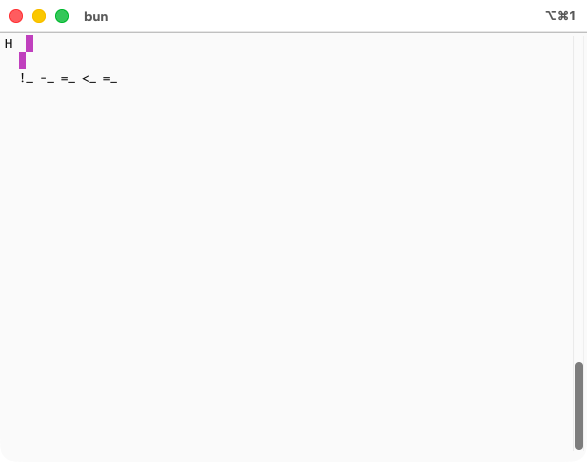 bun ⌥⌘1
H
!_ -_ =_ <_ =_